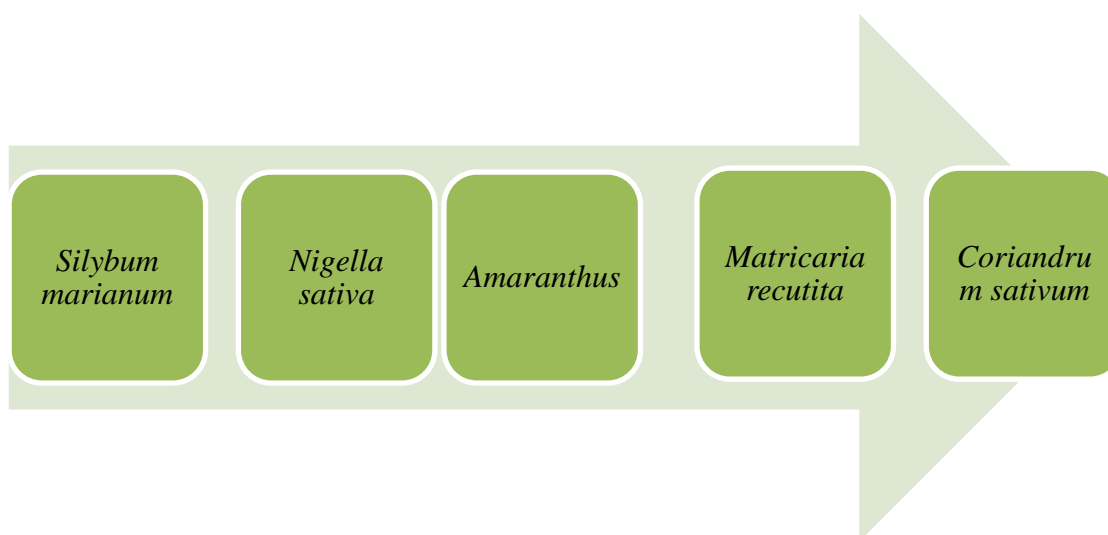 Silybum
marianum
Nigella
sativa
Amaranthus
Matricaria
recutita
Coriandru
m sativum